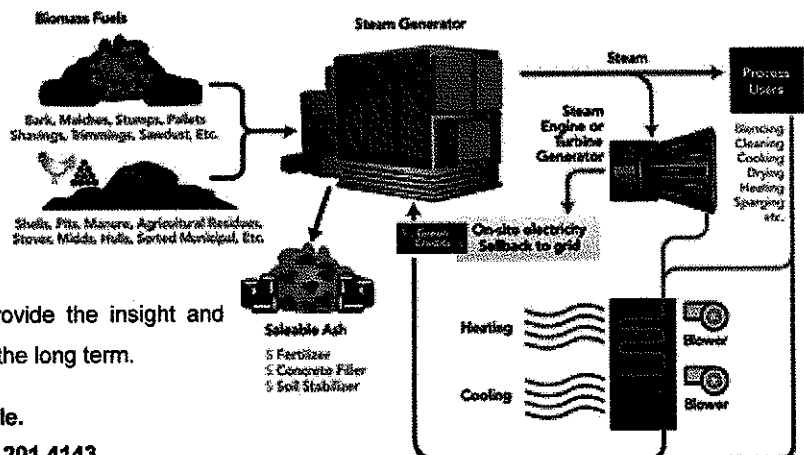 Biomass Fuels
Bark, Mulches, Stumps, Pallets
Shavings, Trimmings, Sawdust, Etc.
Shells, Pits, Manure, Agricultural Residues,
Stover, Midds, Hulls, Sorted Municipal, Etc.
Steam Generator
Steam
Process
Users
Blanching
Cleaning
Cooking
Drying
Heating
Sparging
etc.
Steam
Engine or
Turbine
Generator
On-site electricity
Sellback to grid
Saleable Ash
$ Fertilizer
$ Concrete Filler
$ Soil Stabilizer
Heating
Cooling
Blower
Blower
rovide the insight and
the long term.
le.
201.4143